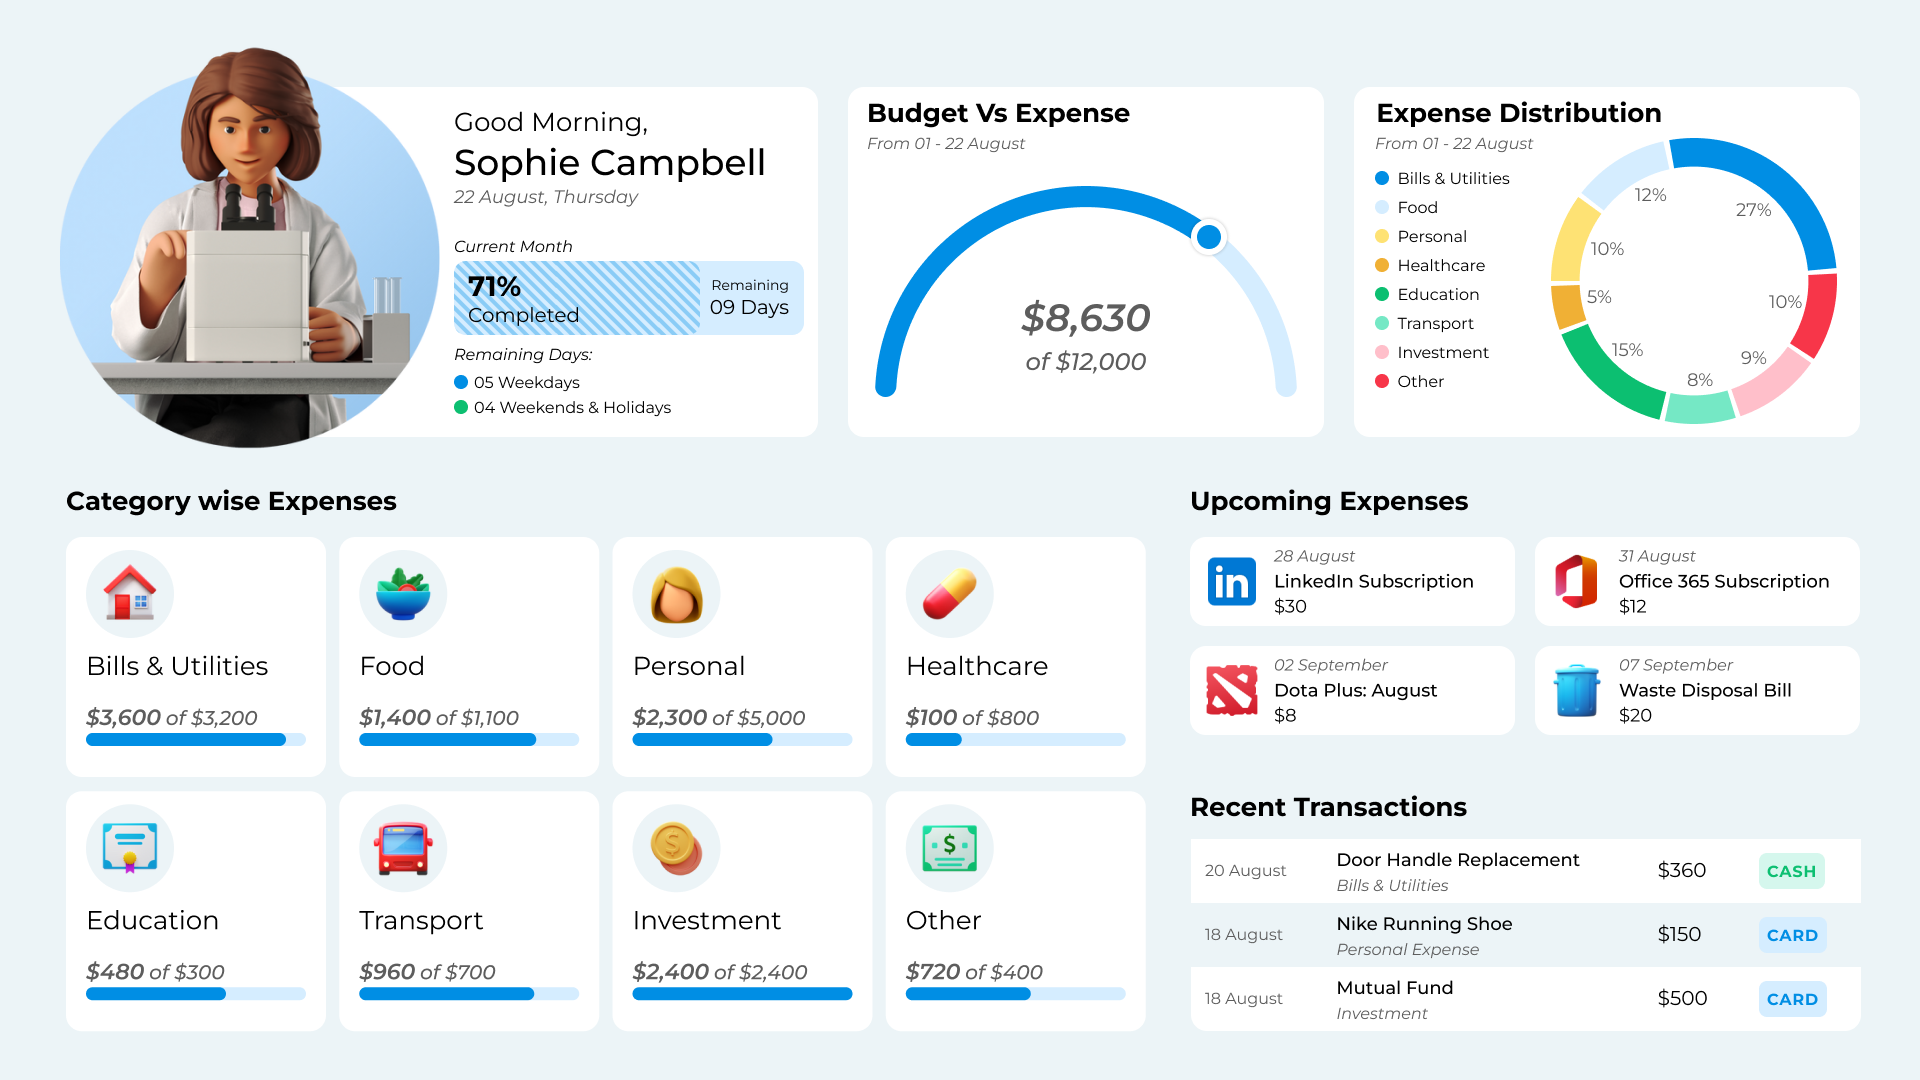 Good Morning,
Sophie Campbell
22 August, Thursday
Current Month
71%
Completed
Remaining
09 Days
Remaining Days:
05 Weekdays
04 Weekends & Holidays
Budget Vs Expense
From 01 - 22 August
$8,630
of $12,000
Expense Distribution
From 01 - 22 August
Bills & Utilities
Food
Personal
Healthcare
Education
Transport
Investment
Other
12%
27%
10%
5%
10%
15%
9%
8%
Category wise Expenses
Bills & Utilities
$3,600 of $3,200
Food
$1,400 of $1,100
Personal
$2,300 of $5,000
Healthcare
$100 of $800
Education
$480 of $300
Transport
$960 of $700
Investment
$2,400 of $2,400
Other
$720 of $400
Upcoming Expenses
in
28 August
LinkedIn Subscription
$30
31 August
Office 365 Subscription
$12
02 September
Dota Plus: August
$8
07 September
Waste Disposal Bill
$20
Recent Transactions
20 August
Door Handle Replacement
Bills & Utilities
$360
CASH
18 August
Nike Running Shoe
Personal Expense
$150
CARD
18 August
Mutual Fund
Investment
$500
CARD